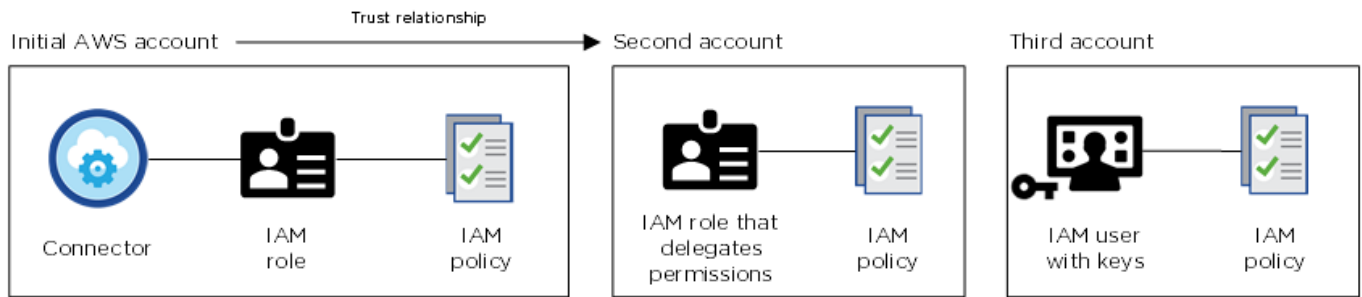 Trust relationship
Initial AWS account
Second account
Third account
Connector
IAM
role
IAM
policy
IAM role that
delegates
permissions
IAM
policy
IAM user
with keys
IAM
policy